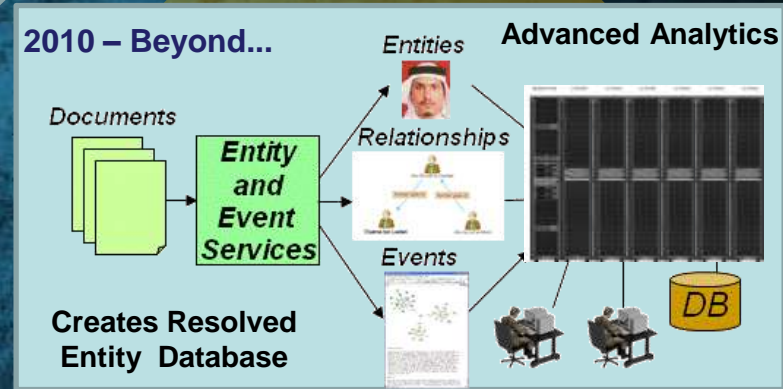 2010 – Beyond...
Entities
Advanced Analytics
Documents
Entity
and
Event
Services
Relationships
Events
Creates Resolved
Entity Database
DB